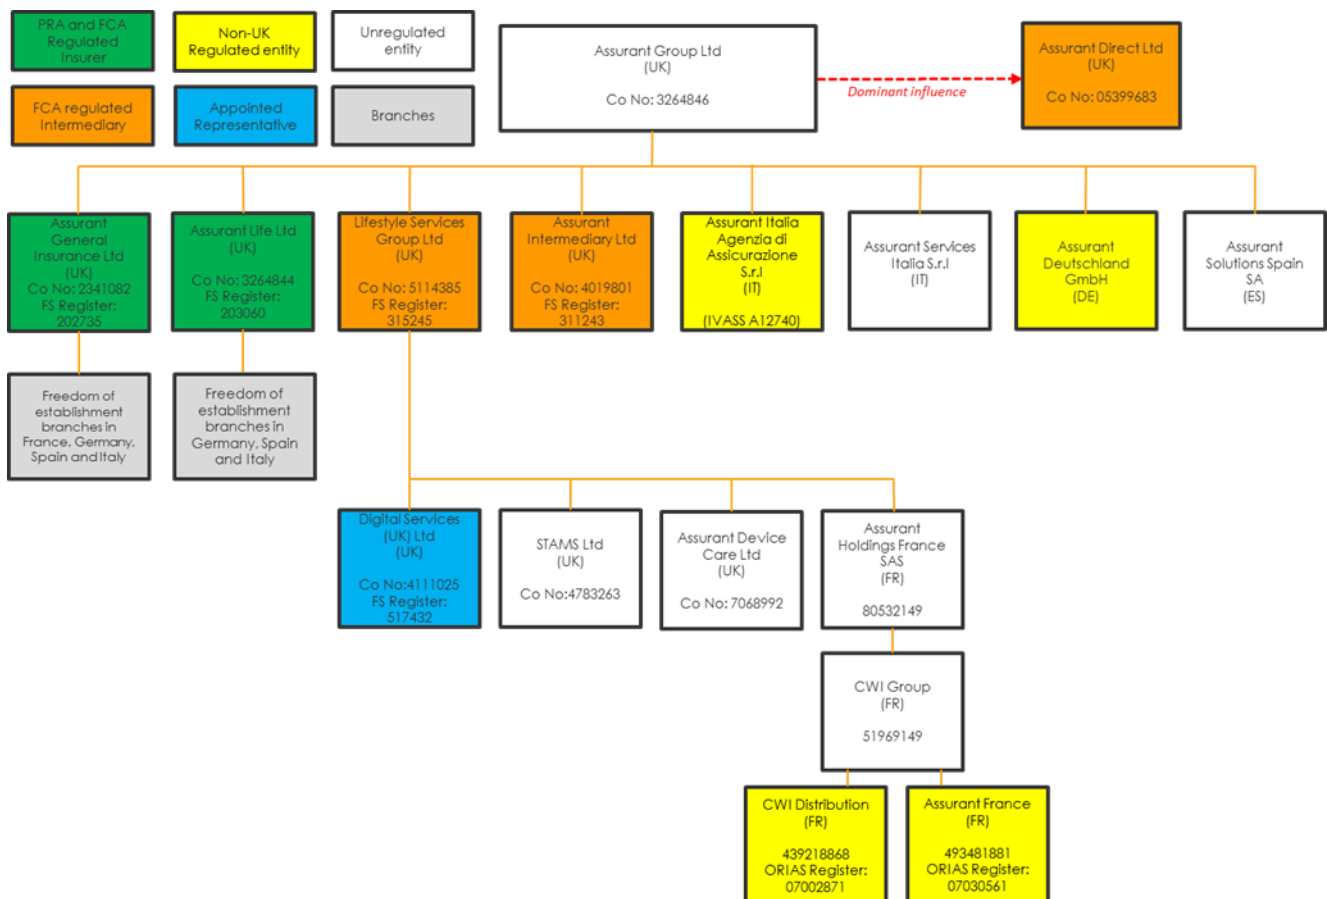 PRA and FCA
Regulated
Insurer
Non-UK
Regulated entity
Unregulated
entity
FCA regulated
Intermediary
Appointed
Representative
Branches
Assurant Group Ltd
(UK)
Co No: 3264846
Dominant influence
Assurant Direct Ltd
(UK)
Co No: 05399683
Assurant
General
Insurance Ltd
(UK)
Co No: 2341082
FS Register:
202735
Assurant Life Ltd
(UK)
Co No: 3264844
FS Register:
203060
Lifestyle Services
Group Ltd
(UK)
Co No: 5114385
FS Register:
315245
Assurant
Intermediary Ltd
(UK)
Co No: 4019801
FS Register:
311243
Assurant Italia
Agenzia di
Assicurazione
S.r.l
(IT)
(IVASS A12740)
Assurant Services
Italia S.r.l
(IT)
Assurant
Deutschland
GmbH
(DE)
Assurant
Solutions Spain
SA
(ES)
Freedom of
establishment
branches in
France, Germany,
Spain and Italy
Freedom of
establishment
branches in
Germany, Spain
and Italy
Digital Services
(UK) Ltd
(UK)
Co No:4111025
FS Register:
517432
STAMS Ltd
(UK)
Co No:4783263
Assurant Device
Care Ltd
(UK)
Co No: 7068992
Assurant
Holdings France
SAS
(FR)
80532149
CWI Group
(FR)
51969149
CWI Distribution
(FR)
439218868
ORIAS Register:
07002871
Assurant France
(FR)
493481881
ORIAS Register:
07030561